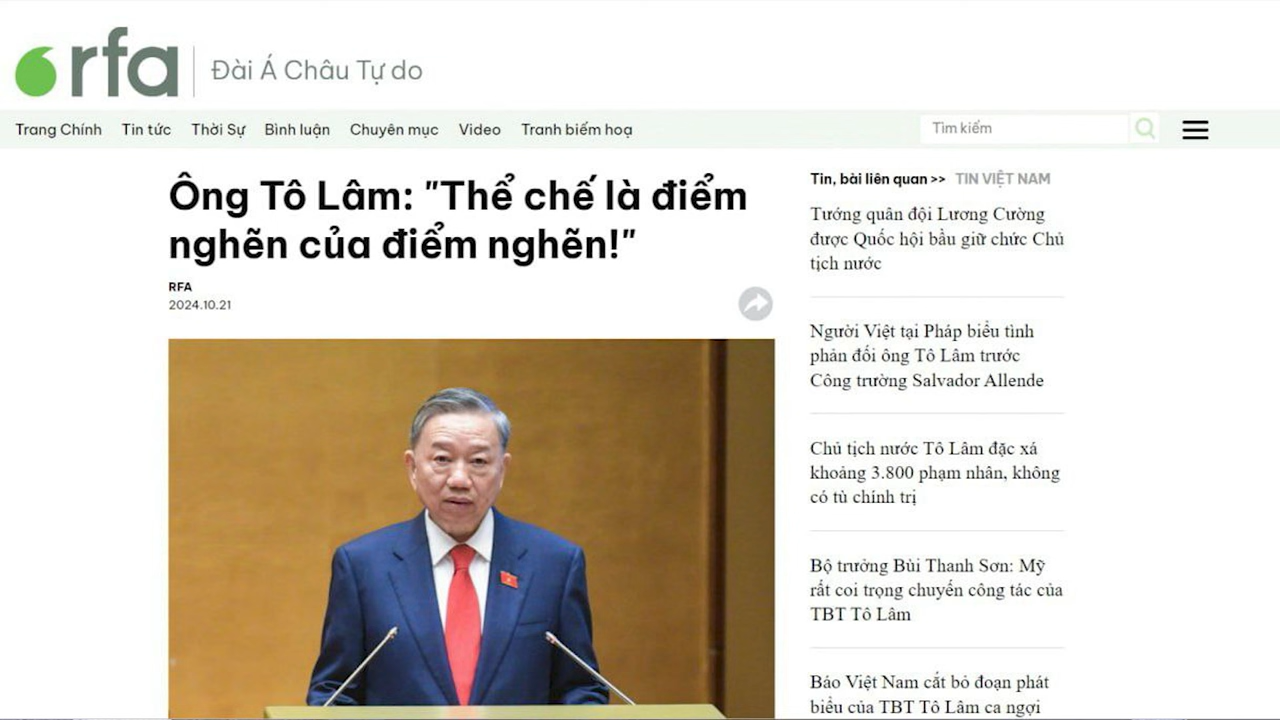 rfa
Đài Á Châu Tự do
Trang Chính Tin tức Thời Sự Bình luận Chuyên mục Video Tranh biếm hoạ
Tìm kiếm
Ông Tô Lâm: "Thể chế là điểm
nghẽn của điểm nghẽn!"
RFA
2024.10.21
Tin, bài liên quan >> TIN VIỆT NAM
Tướng quân đội Lương Cường
được Quốc hội bầu giữ chức Chủ
tịch nước
Người Việt tại Pháp biểu tình
phản đối ông Tô Lâm trước
Công trường Salvador Allende
Chủ tịch nước Tô Lâm đặc xá
khoảng 3.800 phạm nhân, không
có tù chính trị
Bộ trưởng Bùi Thanh Sơn: Mỹ
rất coi trọng chuyến công tác của
TBT Tô Lâm
Báo Việt Nam cắt bỏ đoạn phát
biểu của TBT Tô Lâm ca ngợi